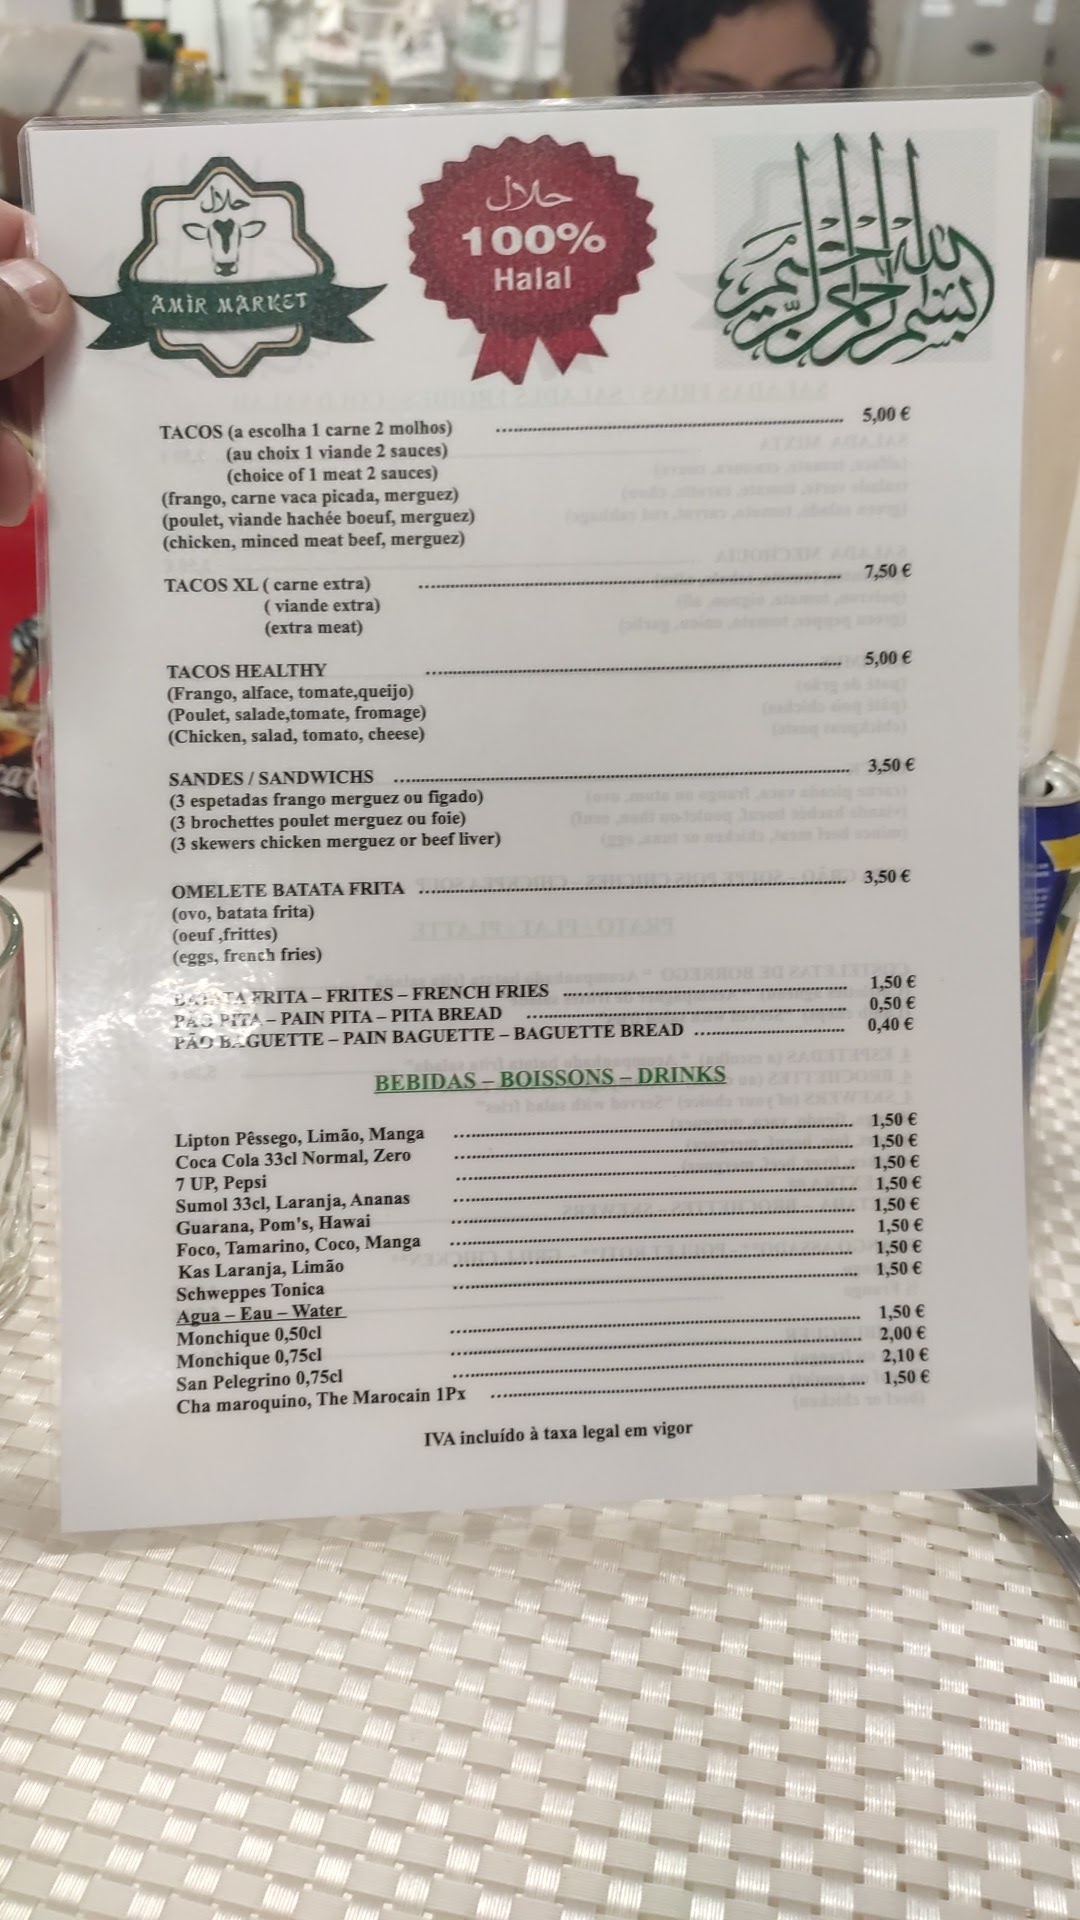 حلال
AMIR MARKET
حلال
100%
Halal
بسم الله الرحمن الرحيم
TACOS (a escolha 1 carne 2 molhos) 5,00 €
(au choix 1 viande 2 sauces)
(choice of 1 meat 2 sauces)
(frango, carne vaca picada, merguez)
(poulet, viande hachée boeuf, merguez)
(chicken, minced meat beef, merguez)
TACOS XL ( carne extra) 7,50 €
( viande extra)
(extra meat)
TACOS HEALTHY 5,00 €
(Frango, alface, tomate,queijo)
(Poulet, salade,tomate, fromage)
(Chicken, salad, tomato, cheese)
SANDES / SANDWICHS 3,50 €
(3 espetadas frango merguez ou figado)
(3 brochettes poulet merguez ou foie)
(3 skewers chicken merguez or beef liver)
OMELETE BATATA FRITA 3,50 €
(ovo, batata frita)
(oeuf ,frittes)
(eggs, french fries)
BATATA FRITA – FRITES – FRENCH FRIES 1,50 €
PÃO PITA – PAIN PITA – PITA BREAD 0,50 €
PÃO BAGUETTE – PAIN BAGUETTE – BAGUETTE BREAD 0,40 €
BEBIDAS – BOISSONS – DRINKS
Lipton Pêssego, Limão, Manga 1,50 €
Coca Cola 33cl Normal, Zero 1,50 €
7 UP, Pepsi 1,50 €
Sumol 33cl, Laranja, Ananas 1,50 €
Guarana, Pom's, Hawai 1,50 €
Foco, Tamarino, Coco, Manga 1,50 €
Kas Laranja, Limão 1,50 €
Schweppes Tonica 1,50 €
Agua – Eau – Water
Monchique 0,50cl 1,50 €
Monchique 0,75cl 2,00 €
San Pelegrino 0,75cl 2,10 €
Cha maroquino, The Marocain 1Px 1,50 €
IVA incluído à taxa legal em vigor